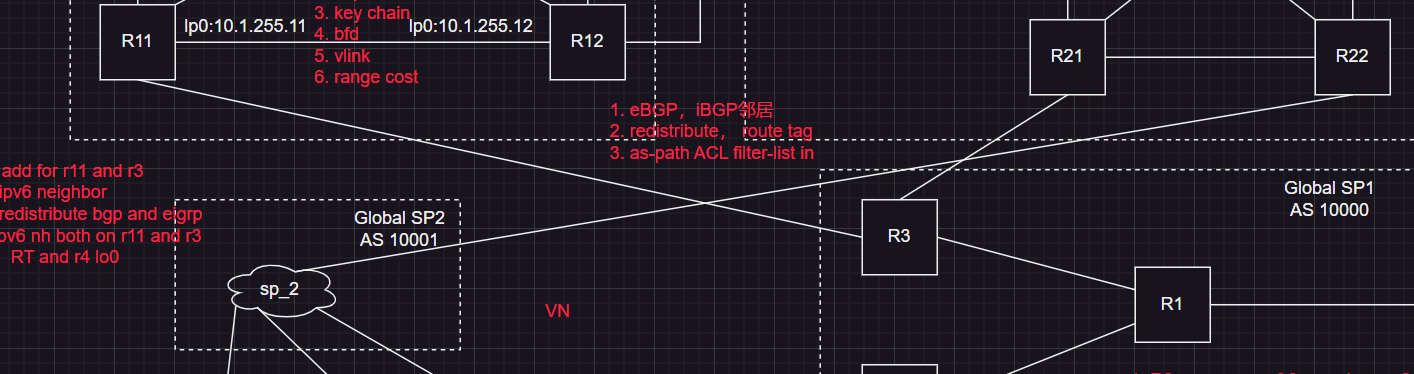 lp0:10.1.255.11
3. key chain
lp0:10.1.255.12
4. bfd
5. vlink
6. range cost
R11
R12
R21
R22
1. eBGP，iBGP邻居
2. redistribute， route tag
3. as-path ACL filter-list in
add for r11 and r3
ipv6 neighbor
redistribute bgp and eigrp
pv6 nh both on r11 and r3
RT and r4 lo0
Global SP2
AS 10001
sp_2
VN
Global SP1
AS 10000
R3
R1